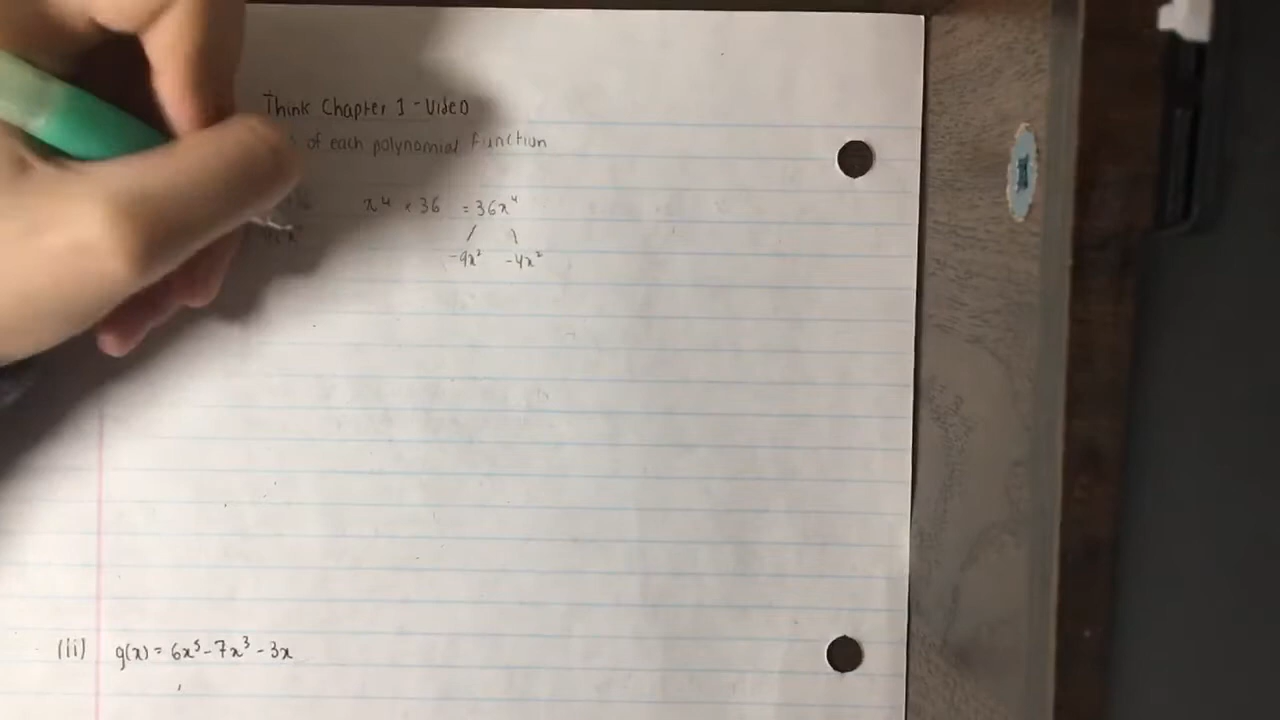 Think Chapter 1 - Video
of each polynomial function
x⁴ × 36 = 36x⁴
-9x² -4x²
(ii) g(x) = 6x⁵ - 7x³ - 3x